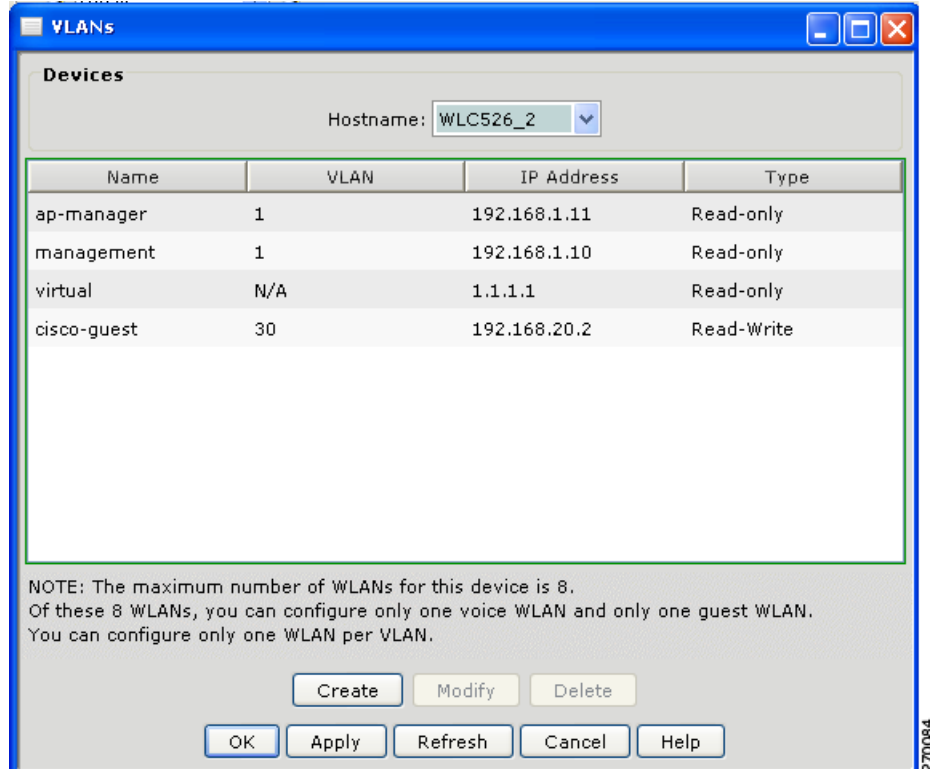 VLANs
Devices
Hostname: WLC526_2
Name VLAN IP Address Type
ap-manager 1 192.168.1.11 Read-only
management 1 192.168.1.10 Read-only
virtual N/A 1.1.1.1 Read-only
cisco-guest 30 192.168.20.2 Read-Write
NOTE: The maximum number of WLANs for this device is 8.
Of these 8 WLANs, you can configure only one voice WLAN and only one guest WLAN.
You can configure only one WLAN per VLAN.
Create Modify Delete
OK Apply Refresh Cancel Help
270084